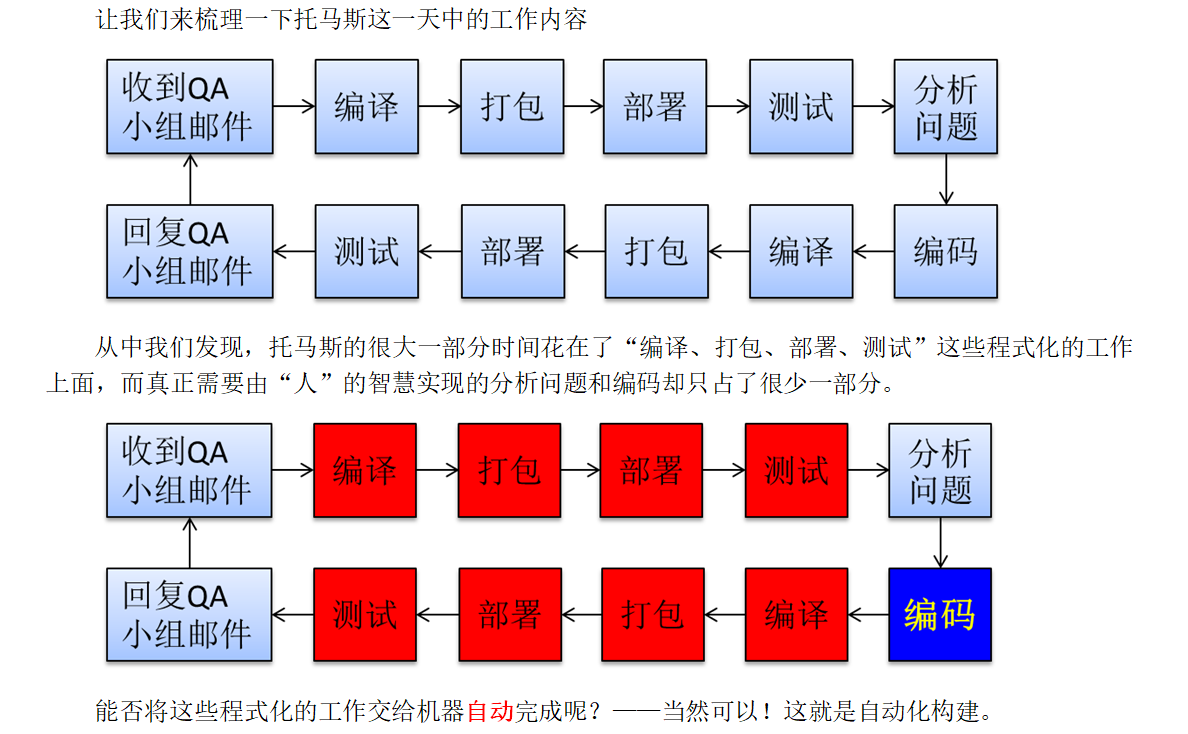 让我们来梳理一下托马斯这一天中的工作内容
收到QA
小组邮件
编译
打包
部署
测试
分析
问题
回复QA
小组邮件
测试
部署
打包
编译
编码
从中我们发现，托马斯的很大一部分时间花在了“编译、打包、部署、测试”这些程式化的工作
上面，而真正需要由“人”的智慧实现的分析问题和编码却只占了很少一部分。
收到QA
小组邮件
编译
打包
部署
测试
分析
问题
回复QA
小组邮件
测试
部署
打包
编译
编码
能否将这些程式化的工作交给机器自动完成呢？——当然可以！这就是自动化构建。